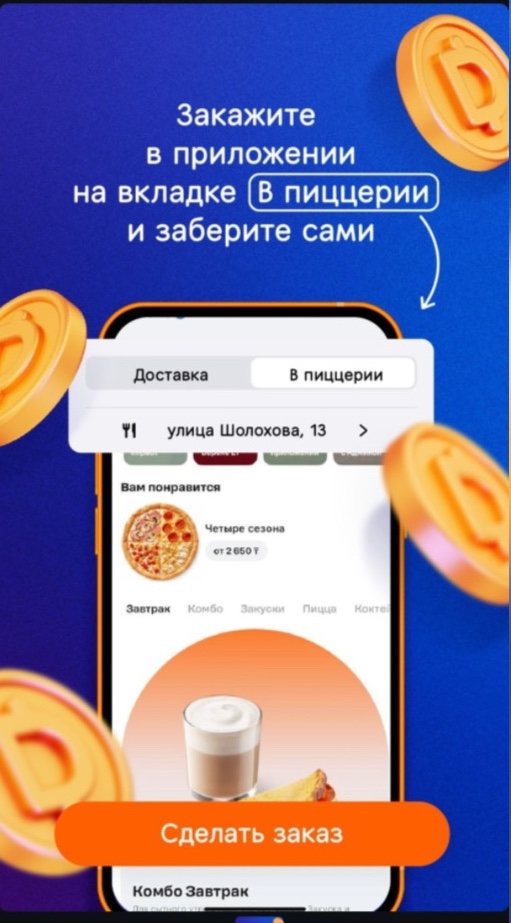 Закажите
в приложении
на вкладке В пиццерии
и заберите сами
Доставка В пиццерии
улица Шолохова, 13 >
Вам понравится
Четыре сезона
от 2 650 ₸
Завтрак Комбо Закуски Пицца Коктей
Сделать заказ
Комбо Завтрак